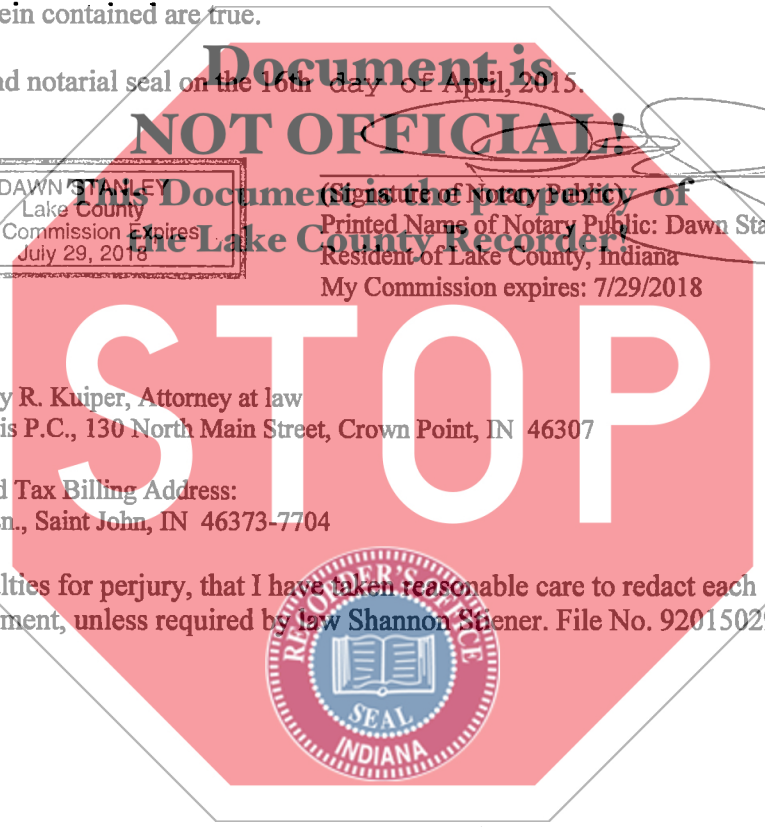 ein contained are true.
Document is
nd notarial seal on the 16th day of April, 2015.
NOT OFFICIAL!
DAWN STANLEY
Lake County
Commission Expires
July 29, 2018
This Document is the property of
the Lake County Recorder!
(Signature of Notary Public)
Printed Name of Notary Public: Dawn Sta
Resident of Lake County, Indiana
My Commission expires: 7/29/2018
STOP
y R. Kuiper, Attorney at law
is P.C., 130 North Main Street, Crown Point, IN 46307
d Tax Billing Address:
n., Saint John, IN 46373-7704
lties for perjury, that I have taken reasonable care to redact each
ment, unless required by law Shannon Stiener. File No. 92015029
RECORDER'S OFFICE
SEAL
INDIANA